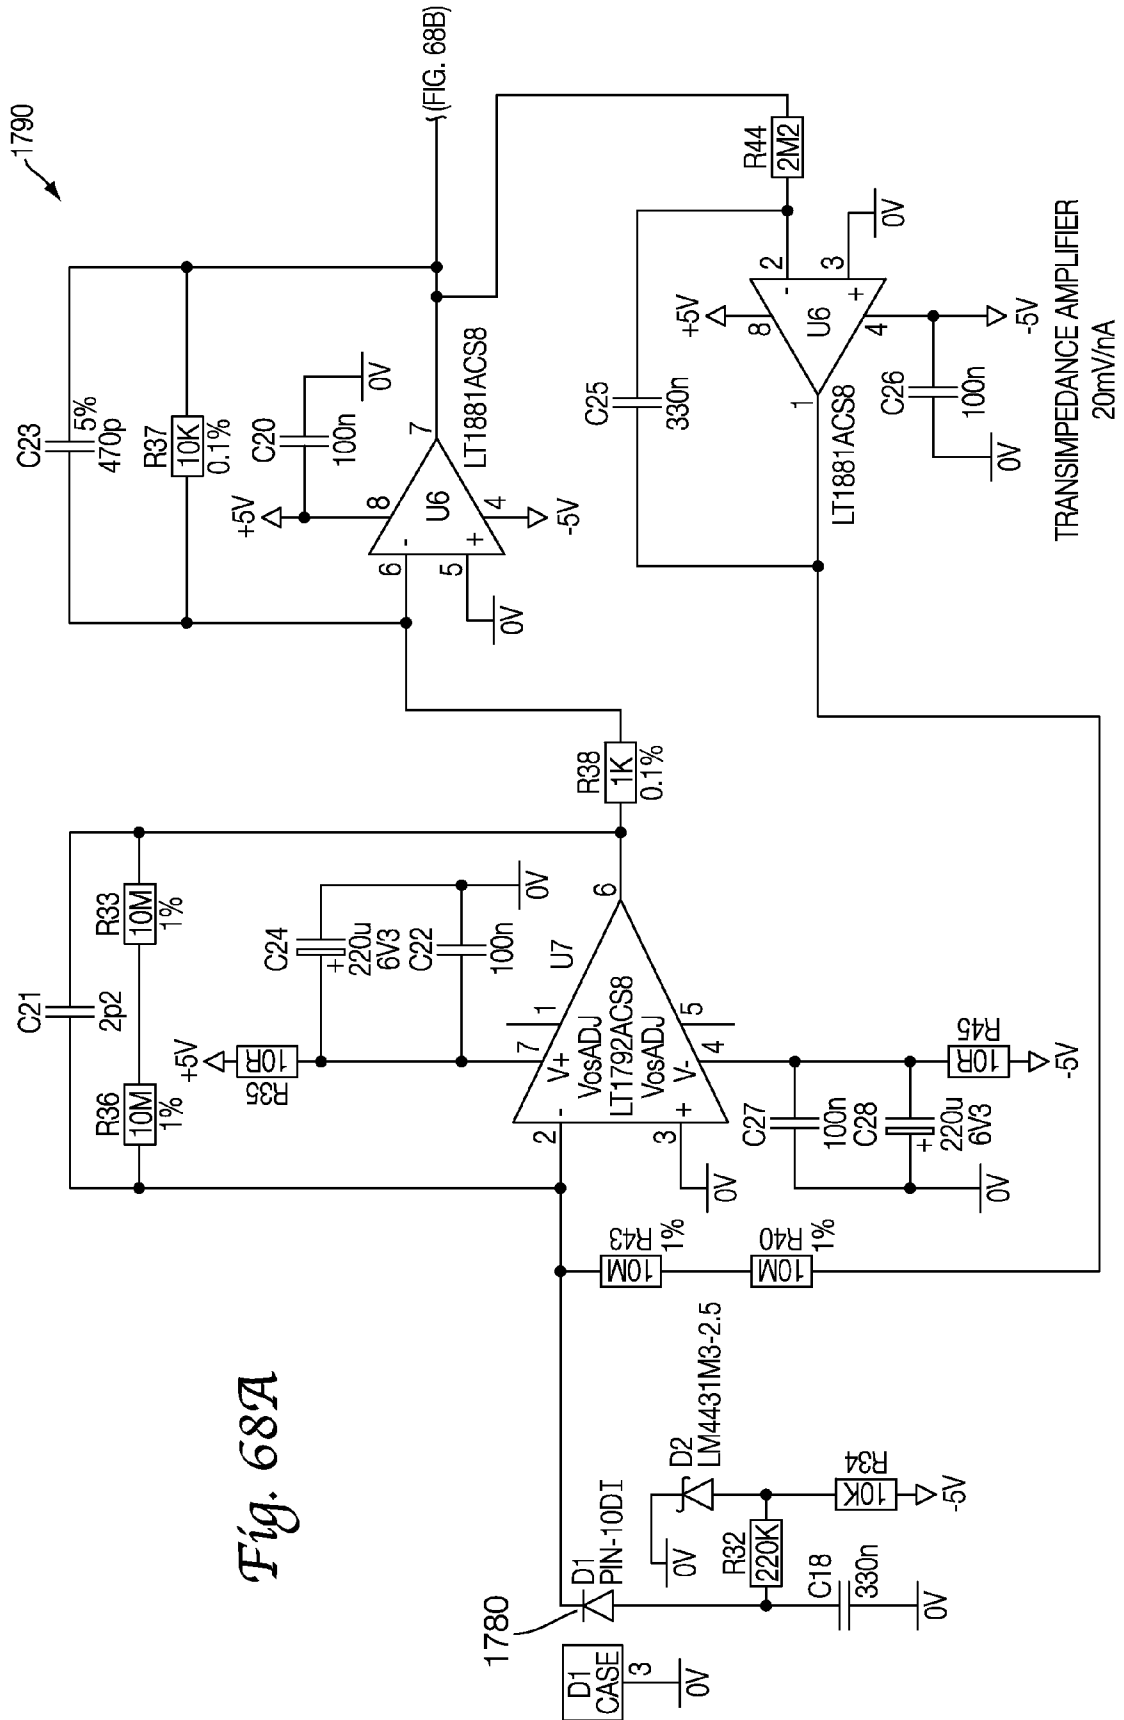 Fig. 68A
1790
1780
D1
CASE
3
0V
D1
PIN-10DI
0V
D2
LM4431M3-2.5
R32
220K
C18
330n
0V
R34
10K
-5V
C21
2p2
R36
10M
1%
R33
10M
1%
+5V
R35
10R
C24
+
220u
6V3
C22
100n
0V
2
-
3
+
0V
7
V+
1
VosADJ
LT1792ACS8
VosADJ
5
V-
4
U7
6
R43
10M
1%
R40
10M
1%
C27
100n
C28
+
220u
6V3
0V
R45
10R
-5V
R38
1K
0.1%
C23
5%
470p
R37
10K
0.1%
+5V
C20
100n
0V
6
-
5
+
0V
8
U6
4
-5V
7
LT1881ACS8
(FIG. 68B)
R44
2M2
C25
330n
2
-
3
+
0V
+5V
8
U6
4
1
LT1881ACS8
C26
100n
0V
-5V
TRANSIMPEDANCE AMPLIFIER
20mV/nA